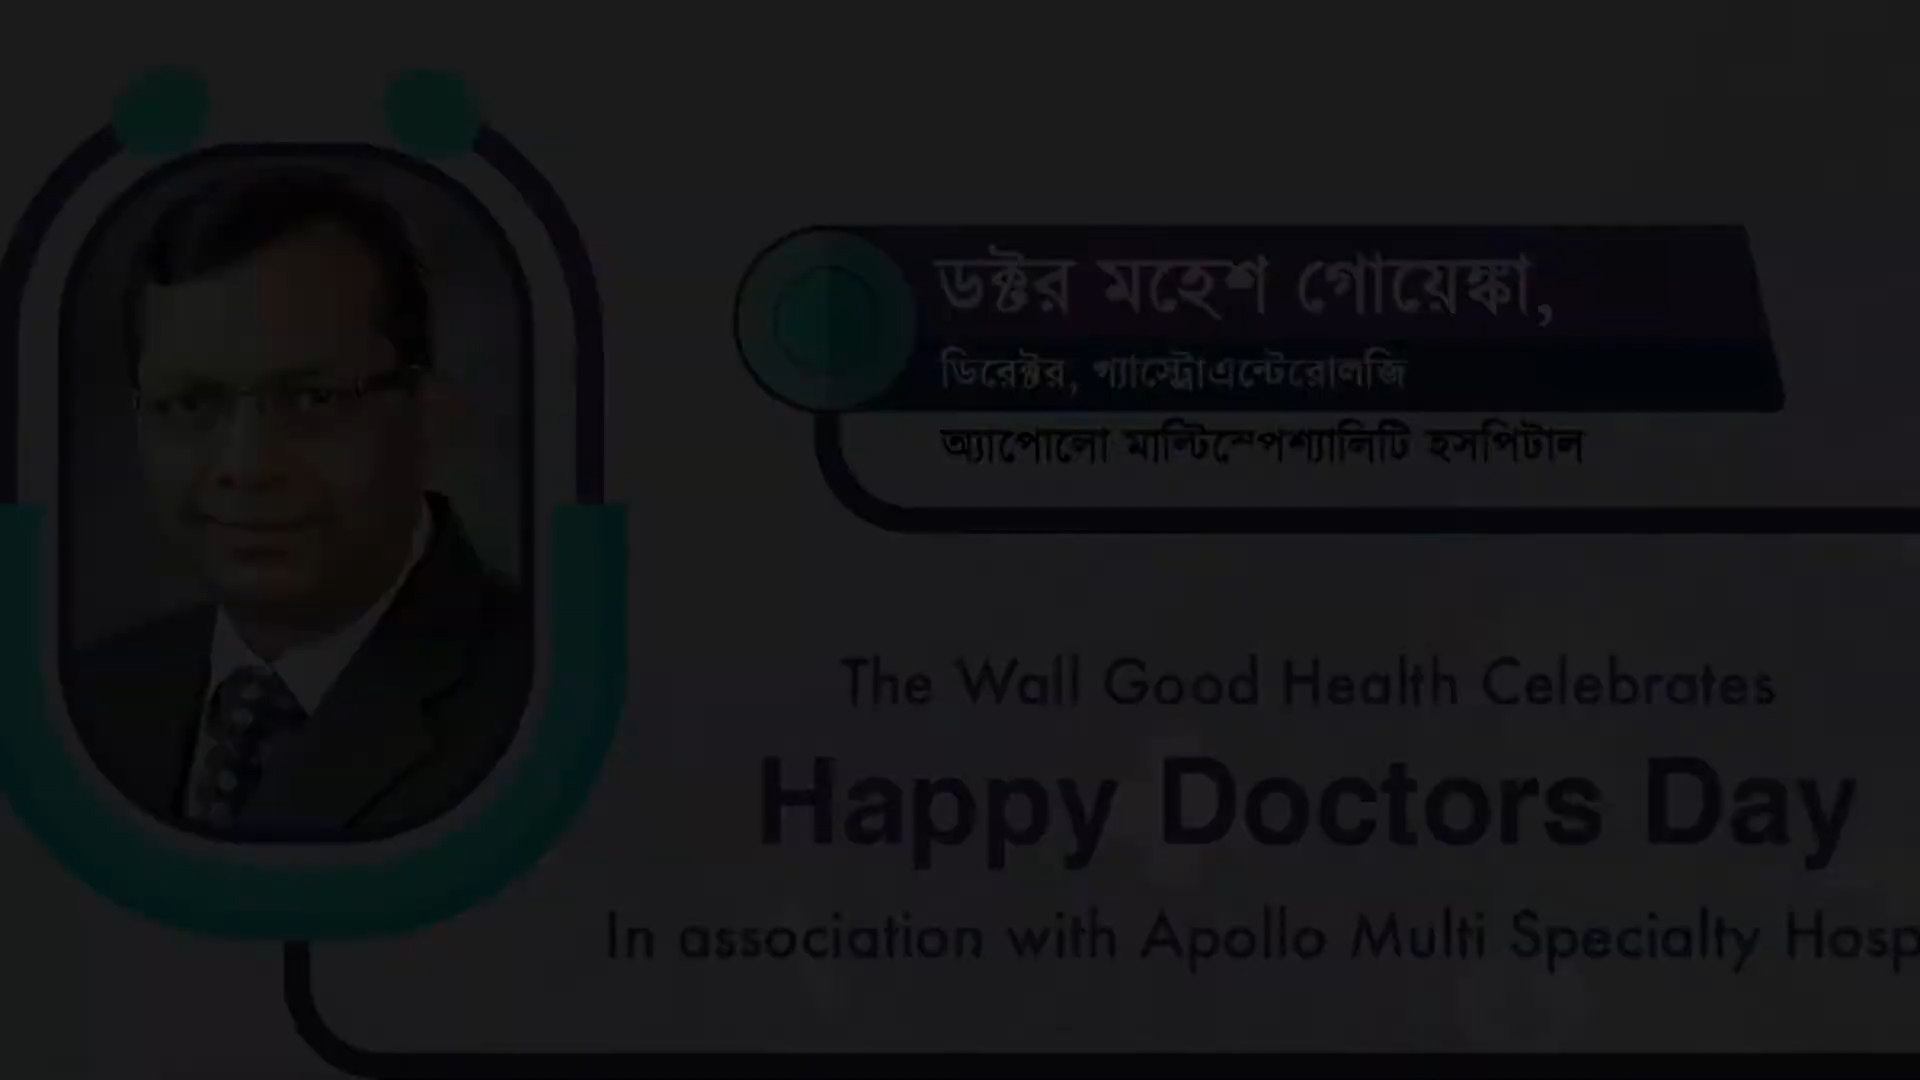 ডক্টর মহেশ গোয়েঙ্কা,
ডিরেক্টর, গ্যাস্ট্রোএন্টেরোলজি
অ্যাপোলো মাল্টিস্পেশ্যালিটি হসপিটাল
The Wall Good Health Celebrates
Happy Doctors Day
In association with Apollo Multi Specialty Hosp